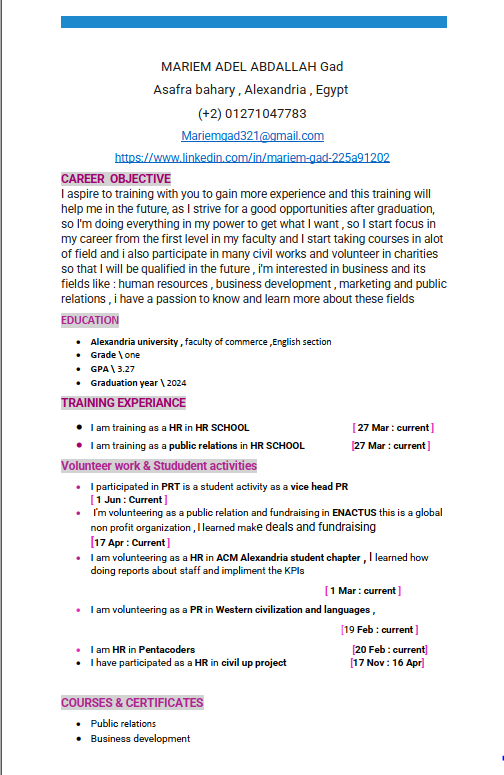 MARIEM ADEL ABDALLAH Gad
Asafra bahary , Alexandria , Egypt
(+2) 01271047783
Mariemgad321@gmail.com
https://www.linkedin.com/in/mariem-gad-225a91202
CAREER OBJECTIVE
I aspire to training with you to gain more experience and this training will
help me in the future, as I strive for a good opportunities after graduation,
so I'm doing everything in my power to get what I want , so I start focus in
my career from the first level in my faculty and I start taking courses in alot
of field and i also participate in many civil works and volunteer in charities
so that I will be qualified in the future , i'm interested in business and its
fields like : human resources , business development , marketing and public
relations , i have a passion to know and learn more about these fields
EDUCATION
• Alexandria university , faculty of commerce ,English section
• Grade \ one
• GPA \ 3.27
• Graduation year \ 2024
TRAINING EXPERIANCE
• I am training as a HR in HR SCHOOL [ 27 Mar : current ]
• I am training as a public relations in HR SCHOOL [27 Mar : current ]
Volunteer work & Stududent activities
• I participated in PRT is a student activity as a vice head PR
[ 1 Jun : Current ]
• I'm volunteering as a public relation and fundraising in ENACTUS this is a global
non profit organization , I learned make deals and fundraising
[17 Apr : Current ]
• I am volunteering as a HR in ACM Alexandria student chapter , I learned how
doing reports about staff and impliment the KPIs
[ 1 Mar : current ]
• I am volunteering as a PR in Western civilization and languages ,
[19 Feb : current ]
• I am HR in Pentacoders [20 Feb : current]
• I have participated as a HR in civil up project [17 Nov : 16 Apr]
COURSES & CERTIFICATES
• Public relations
• Business development